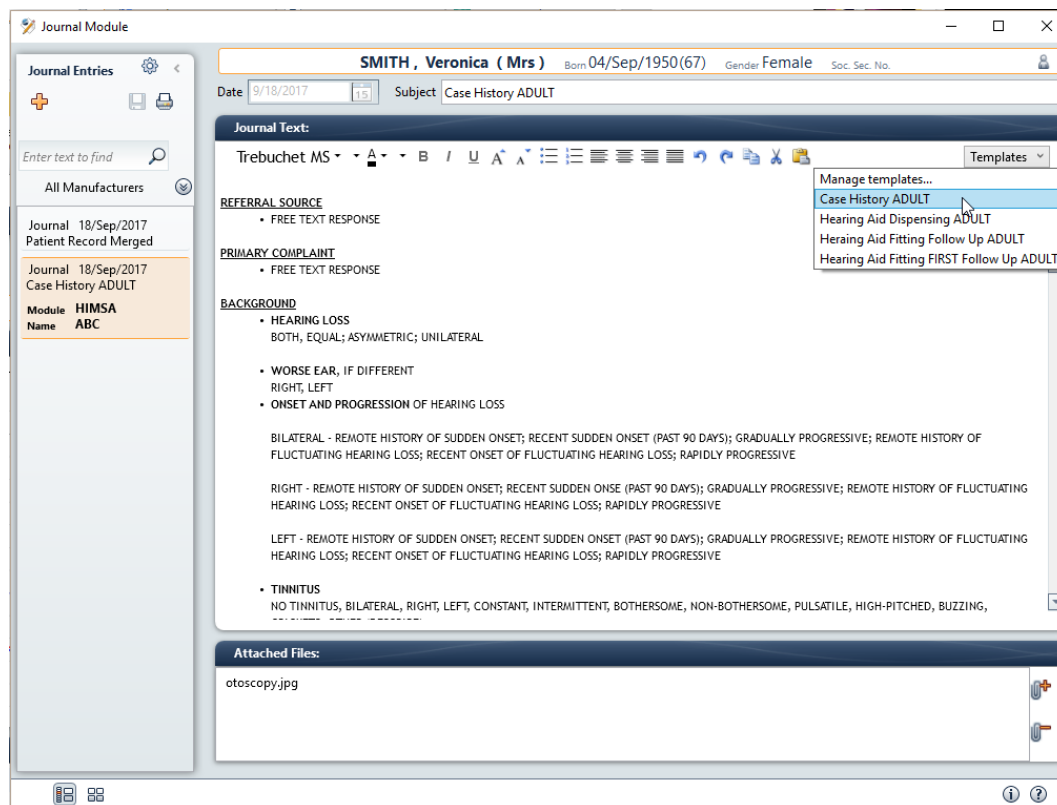 Journal Module
Journal Entries
Enter text to find
All Manufacturers
Journal 18/Sep/2017
Patient Record Merged
Journal 18/Sep/2017
Case History ADULT
Module HIMSA
Name ABC
SMITH , Veronica ( Mrs ) Born 04/Sep/1950(67) Gender Female Soc. Sec. No.
Date 9/18/2017 15 Subject Case History ADULT
Journal Text:
Trebuchet MS A B I U A A Templates
Manage templates...
Case History ADULT
Hearing Aid Dispensing ADULT
Heraing Aid Fitting Follow Up ADULT
Hearing Aid Fitting FIRST Follow Up ADULT
REFERRAL SOURCE
• FREE TEXT RESPONSE
PRIMARY COMPLAINT
• FREE TEXT RESPONSE
BACKGROUND
• HEARING LOSS
BOTH, EQUAL; ASYMMETRIC; UNILATERAL
• WORSE EAR, IF DIFFERENT
RIGHT, LEFT
• ONSET AND PROGRESSION OF HEARING LOSS
BILATERAL - REMOTE HISTORY OF SUDDEN ONSET; RECENT SUDDEN ONSET (PAST 90 DAYS); GRADUALLY PROGRESSIVE; REMOTE HISTORY OF
FLUCTUATING HEARING LOSS; RECENT ONSET OF FLUCTUATING HEARING LOSS; RAPIDLY PROGRESSIVE
RIGHT - REMOTE HISTORY OF SUDDEN ONSET; RECENT SUDDEN ONSE (PAST 90 DAYS); GRADUALLY PROGRESSIVE; REMOTE HISTORY OF FLUCTUATING
HEARING LOSS; RECENT ONSET OF FLUCTUATING HEARING LOSS; RAPIDLY PROGRESSIVE
LEFT - REMOTE HISTORY OF SUDDEN ONSET; RECENT SUDDEN ONSET (PAST 90 DAYS); GRADUALLY PROGRESSIVE; REMOTE HISTORY OF FLUCTUATING
HEARING LOSS; RECENT ONSET OF FLUCTUATING HEARING LOSS; RAPIDLY PROGRESSIVE
• TINNITUS
NO TINNITUS, BILATERAL, RIGHT, LEFT, CONSTANT, INTERMITTENT, BOTHERSOME, NON-BOTHERSOME, PULSATILE, HIGH-PITCHED, BUZZING,
Attached Files:
otoscopy.jpg